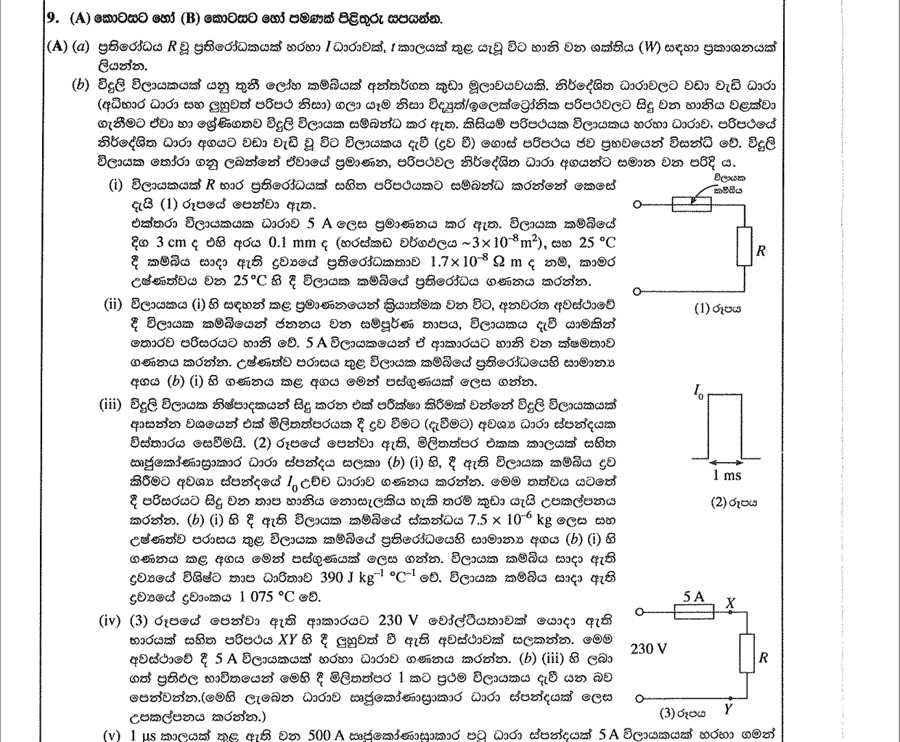 9. (A) කොටසට හෝ (B) කොටසට හෝ පමණක් පිළිතුරු සපයන්න.
(A) (a) ප්‍රතිරෝධය R වූ ප්‍රතිරෝධකයක් හරහා I ධාරාවක්, t කාලයක් තුළ යැවූ විට හානි වන ශක්තිය (W) සඳහා ප්‍රකාශනයක්
ලියන්න.
(b) විදුලි විලායකයක් යනු තුනී ලෝහ කම්බියක් අන්තර්ගත කුඩා මූලාවයවයකි. නිර්දේශිත ධාරාවලට වඩා වැඩි ධාරා
(අධිභාර ධාරා සහ ලුහුවත් පරිපථ නිසා) ගලා යෑම නිසා විද්‍යුත්/ඉලෙක්ට්‍රෝනික පරිපථවලට සිදු වන හානිය වළක්වා
ගැනීමට ඒවා හා ශ්‍රේණිගතව විදුලි විලායක සම්බන්ධ කර ඇත. කිසියම් පරිපථයක විලායකය හරහා ධාරාව, පරිපථයේ
නිර්දේශිත ධාරා අගයට වඩා වැඩි වූ විට විලායකය දැවී (ද්‍රව වී) ගොස් පරිපථය ජව ප්‍රභවයෙන් විසන්ධි වේ. විදුලි
විලායක තෝරා ගනු ලබන්නේ ඒවායේ ප්‍රමාණන, පරිපථවල නිර්දේශිත ධාරා අගයන්ට සමාන වන පරිදි ය.
(i) විලායකයක් R භාර ප්‍රතිරෝධයක් සහිත පරිපථයකට සම්බන්ධ කරන්නේ කෙසේ
දැයි (1) රූපයේ පෙන්වා ඇත.
එක්තරා විලායකයක ධාරාව 5 A ලෙස ප්‍රමාණනය කර ඇත. විලායක කම්බියේ
දිග 3 cm ද එහි අරය 0.1 mm ද (හරස්කඩ වර්ගඵලය ~3×10⁻⁸ m²), සහ 25 °C
දී කම්බිය සාදා ඇති ද්‍රව්‍යයේ ප්‍රතිරෝධකතාව 1.7×10⁻⁸ Ω m ද නම්, කාමර
උෂ්ණත්වය වන 25 °C හි දී විලායක කම්බියේ ප්‍රතිරෝධය ගණනය කරන්න.
විලායක
කම්බිය
R
(1) රූපය
(ii) විලායකය (i) හි සඳහන් කළ ප්‍රමාණනයෙන් ක්‍රියාත්මක වන විට, අනවරත අවස්ථාවේ
දී විලායක කම්බියෙන් ජනනය වන සම්පූර්ණ තාපය, විලායකය දැවී යාමකින්
තොරව පරිසරයට හානි වේ. 5 A විලායකයෙන් ඒ ආකාරයට හානි වන ක්ෂමතාව
ගණනය කරන්න. උෂ්ණත්ව පරාසය තුළ විලායක කම්බියේ ප්‍රතිරෝධයෙහි සාමාන්‍ය
අගය (b) (i) හි ගණනය කළ අගය මෙන් පස්ගුණයක් ලෙස ගන්න.
(iii) විදුලි විලායක නිෂ්පාදකයන් සිදු කරන එක් පරීක්ෂා කිරීමක් වන්නේ විදුලි විලායකයක්
ආසන්න වශයෙන් එක් මිලිතත්පරයක දී ද්‍රව වීමට (දැවීමට) අවශ්‍ය ධාරා ස්පන්දයක
විස්තාරය සෙවීමයි. (2) රූපයේ පෙන්වා ඇති, මිලිතත්පර එකක කාලයක් සහිත
ඍජුකෝණාස්‍රාකාර ධාරා ස්පන්දය සලකා (b) (i) හි, දී ඇති විලායක කම්බිය ද්‍රව
කිරීමට අවශ්‍ය ස්පන්දයේ I₀ උච්ච ධාරාව ගණනය කරන්න. මෙම තත්වය යටතේ
දී පරිසරයට සිදු වන තාප හානිය නොසැලකිය හැකි තරම් කුඩා යැයි උපකල්පනය
කරන්න. (b) (i) හි දී ඇති විලායක කම්බියේ ස්කන්ධය 7.5 × 10⁻⁶ kg ලෙස සහ
උෂ්ණත්ව පරාසය තුළ විලායක කම්බියේ ප්‍රතිරෝධයෙහි සාමාන්‍ය අගය (b) (i) හි
ගණනය කළ අගය මෙන් පස්ගුණයක් ලෙස ගන්න. විලායක කම්බිය සාදා ඇති
ද්‍රව්‍යයේ විශිෂ්ට තාප ධාරිතාව 390 J kg⁻¹ °C⁻¹ වේ. විලායක කම්බිය සාදා ඇති
ද්‍රව්‍යයේ ද්‍රවාංකය 1 075 °C වේ.
I₀
1 ms
(2) රූපය
(iv) (3) රූපයේ පෙන්වා ඇති ආකාරයට 230 V වෝල්ටීයතාවක් යොදා ඇති
භාරයක් සහිත පරිපථය XY හි දී ලුහුවත් වී ඇති අවස්ථාවක් සලකන්න. මෙම
අවස්ථාවේ දී 5 A විලායකයක් හරහා ධාරාව ගණනය කරන්න. (b) (iii) හි ලබා
ගත් ප්‍රතිඵල භාවිතයෙන් මෙහි දී මිලිතත්පර 1 කට ප්‍රථම විලායකය දැවී යන බව
පෙන්වන්න.(මෙහි ලැබෙන ධාරාව ඍජුකෝණාස්‍රාකාර ධාරා ස්පන්දයක් ලෙස
උපකල්පනය කරන්න.)
5 A
X
230 V
R
(3) රූපය
Y
(v) 1 µs කාලයක් තුළ ඇති වන 500 A ඍජුකෝණාස්‍රාකාර පටු ධාරා ස්පන්දයක් 5 A විලායකයක් හරහා ගමන්